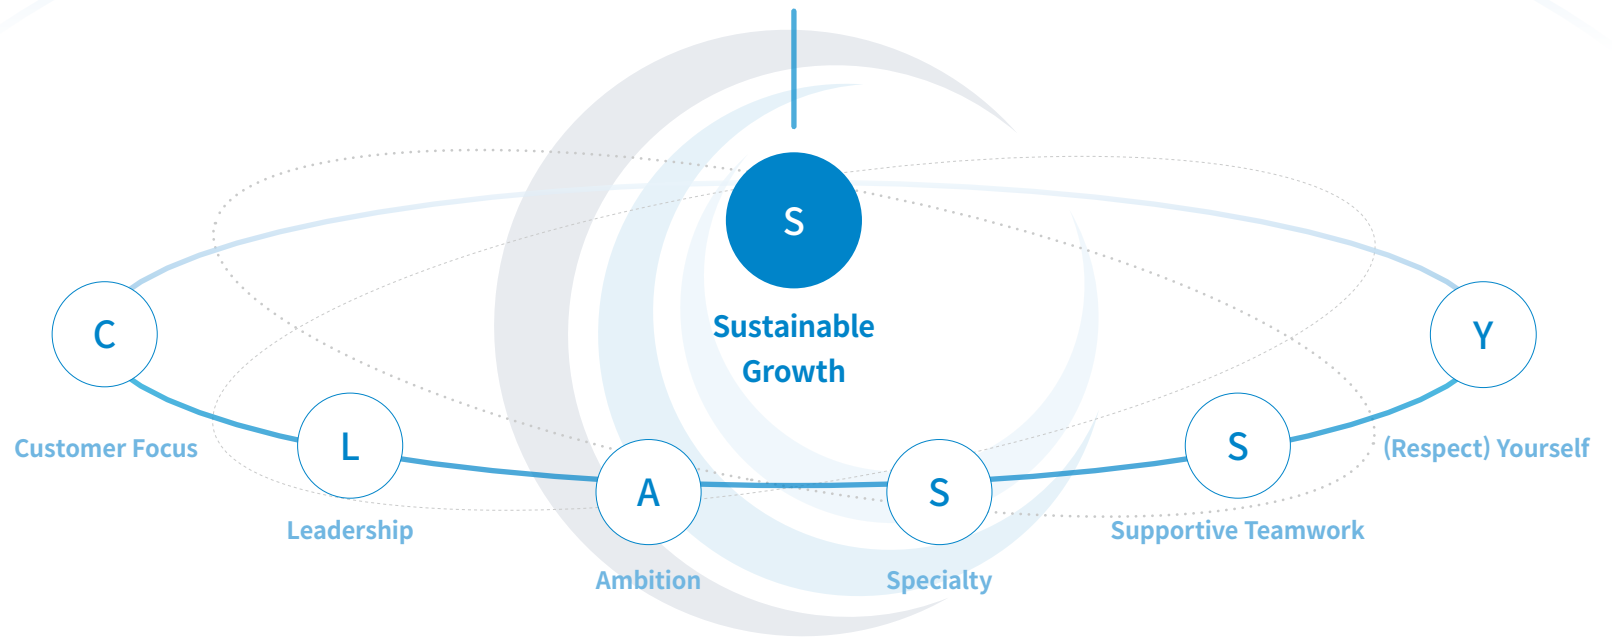 S
Sustainable
Growth
C
Customer Focus
L
Leadership
A
Ambition
S
Specialty
S
Supportive Teamwork
Y
(Respect) Yourself